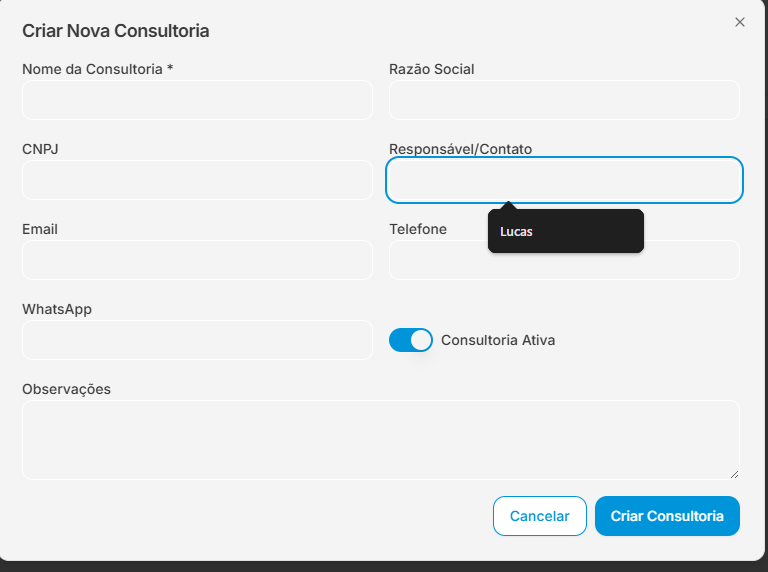 Criar Nova Consultoria
Nome da Consultoria *
Razão Social
CNPJ
Responsável/Contato
Email
Telefone
Lucas
WhatsApp
Consultoria Ativa
Observações
Cancelar
Criar Consultoria